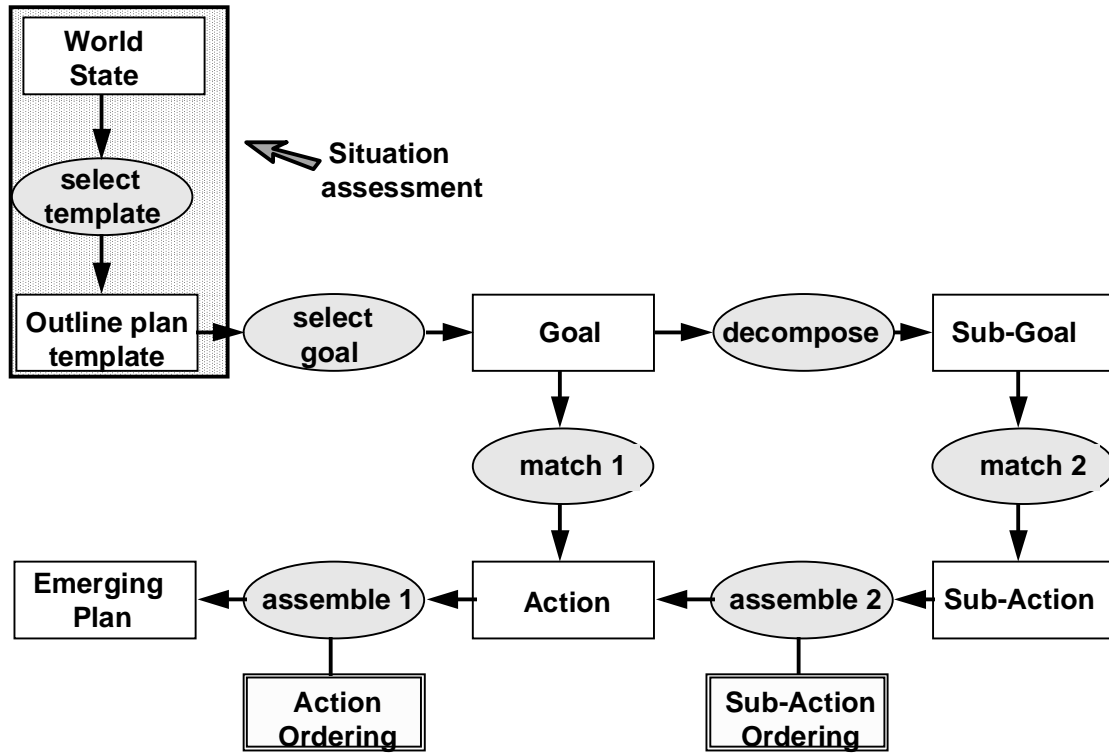 World
State
select
template
Situation
assessment
Outline plan
template
select
goal
Goal
decompose
Sub-Goal
match 1
match 2
Emerging
Plan
assemble 1
Action
assemble 2
Sub-Action
Action
Ordering
Sub-Action
Ordering